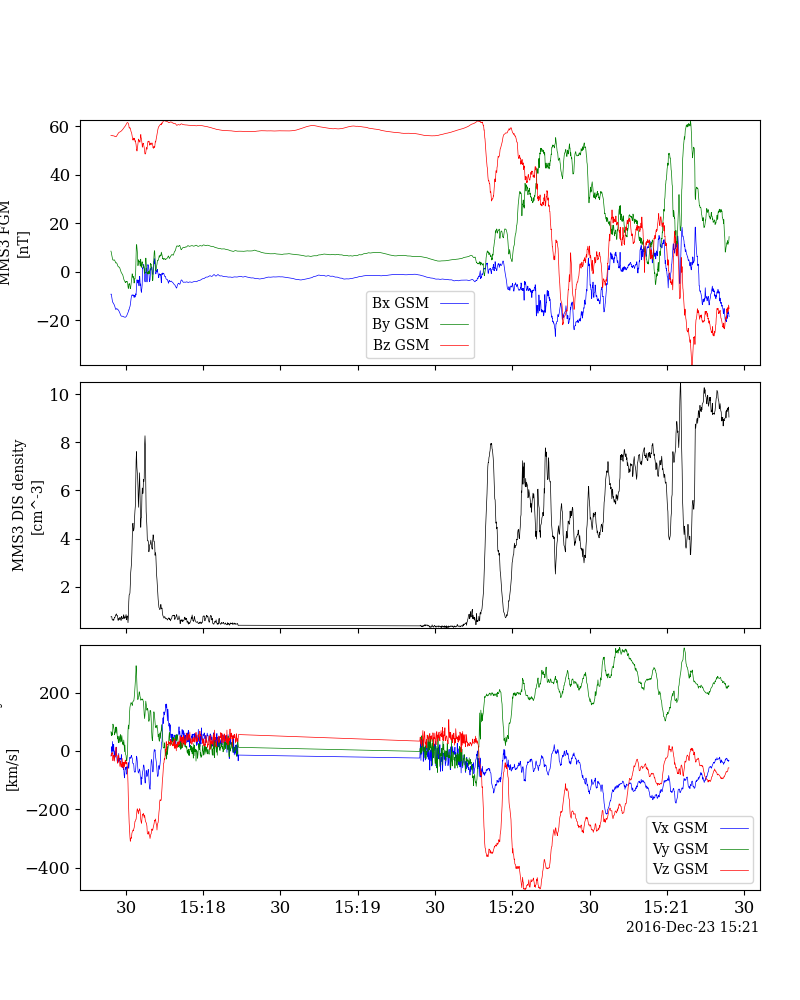 60
40
20
0
−20
MMS3 FGM
[nT]
Bx GSM
By GSM
Bz GSM
10
8
6
4
2
MMS3 DIS density
[cm^-3]
200
0
−200
−400
[km/s]
Vx GSM
Vy GSM
Vz GSM
30 15:18 30 15:19 30 15:20 30 15:21 30
2016-Dec-23 15:21